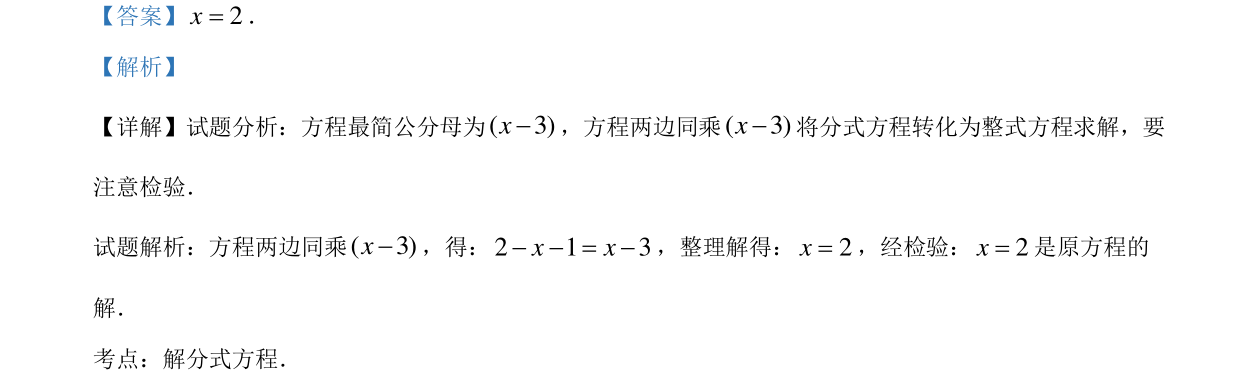 【答案】x=2．
【解析】
【详解】试题分析：方程最简公分母为(x−3)，方程两边同乘(x−3)将分式方程转化为整式方程求解，要
注意检验．
试题解析：方程两边同乘(x−3)，得：2−x−1=x−3，整理解得：x=2，经检验：x=2是原方程的
解．
考点：解分式方程．